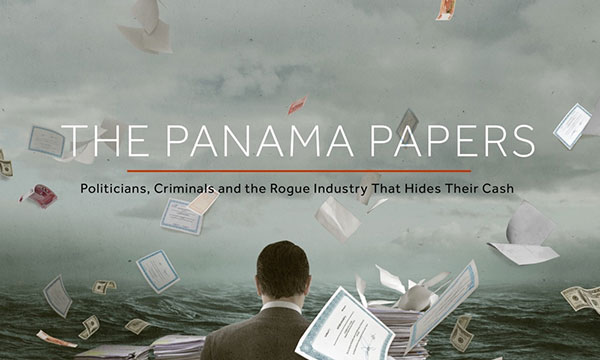 THE PANAMA PAPERS
Politicians, Criminals and the Rogue Industry That Hides Their Cash